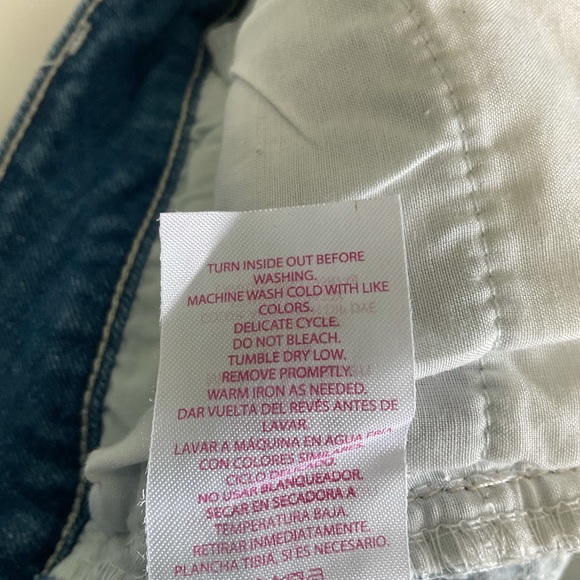 TURN INSIDE OUT BEFORE
WASHING.
MACHINE WASH COLD WITH LIKE
COLORS.
DELICATE CYCLE.
DO NOT BLEACH.
TUMBLE DRY LOW.
REMOVE PROMPTLY.
WARM IRON AS NEEDED.
DAR VUELTA DEL REVÉS ANTES DE
LAVAR.
LAVAR A MAQUINA EN AGUA FRIA
CON COLORES SIMILARES.
CICLO DELICADO.
NO USAR BLANQUEADOR.
SECAR EN SECADORA A
TEMPERATURA BAJA.
RETIRAR INMEDIATAMENTE.
PLANCHA TIBIA, SI ES NECESARIO.